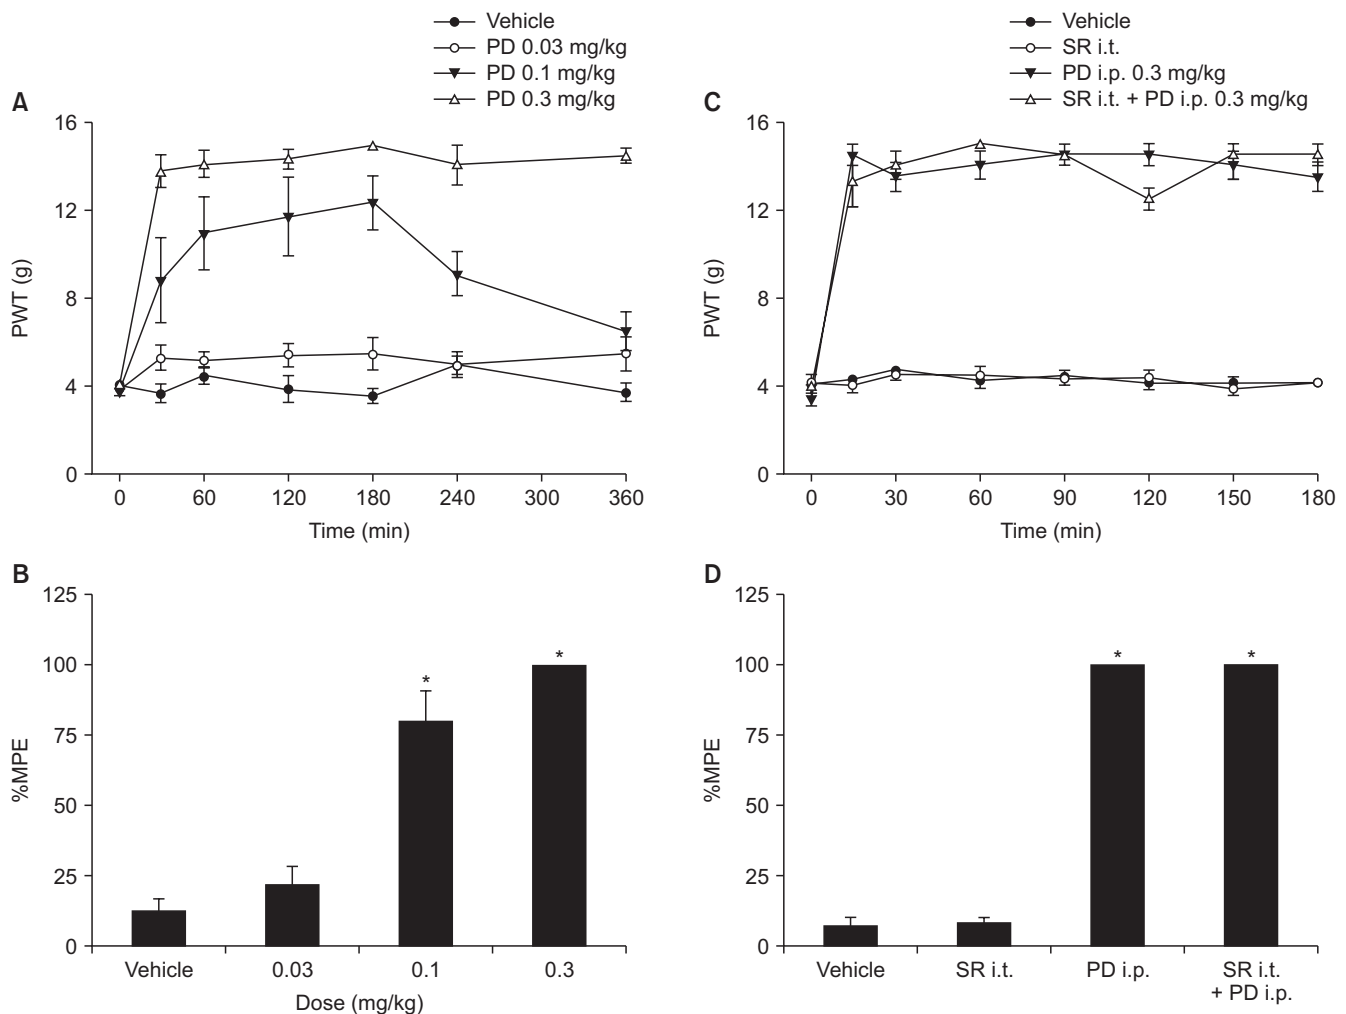 Vehicle
PD 0.03 mg/kg
PD 0.1 mg/kg
PD 0.3 mg/kg
A
16
12
8
4
0
PWT (g)
0 60 120 180 240 300 360
Time (min)
Vehicle
SR i.t.
PD i.p. 0.3 mg/kg
SR i.t. + PD i.p. 0.3 mg/kg
C
16
12
8
4
0
PWT (g)
0 30 60 90 120 150 180
Time (min)
B
125
100
75
50
25
0
%MPE
* *
Vehicle 0.03 0.1 0.3
Dose (mg/kg)
D
125
100
75
50
25
0
%MPE
* *
Vehicle SR i.t. PD i.p. SR i.t.
+ PD i.p.